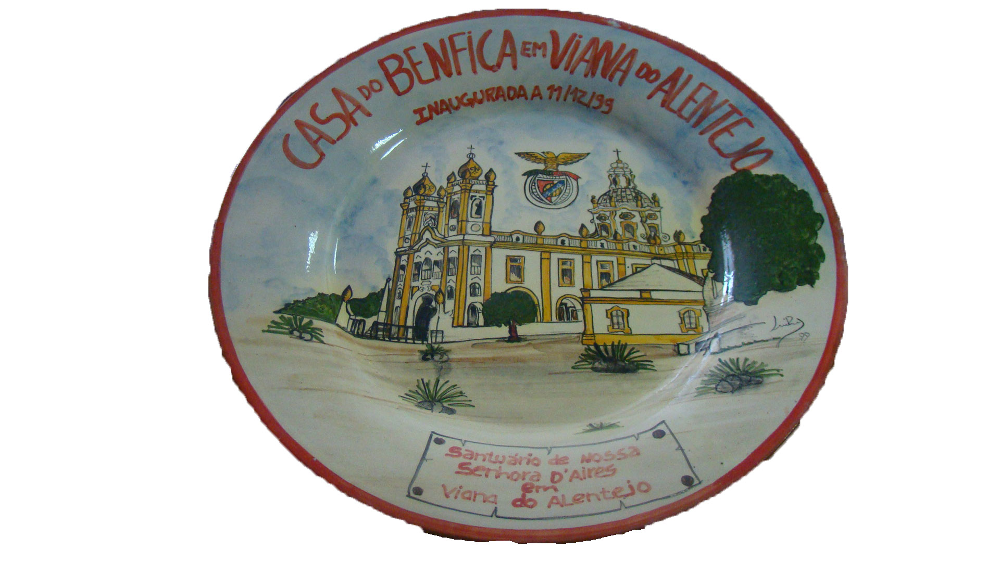 CASA DO BENFICA EM VIANA DO ALENTEJO
INAUGURADA A 11/12/99
99
Santuário de Nossa
Senhora D'Aires
em
Viana do Alentejo